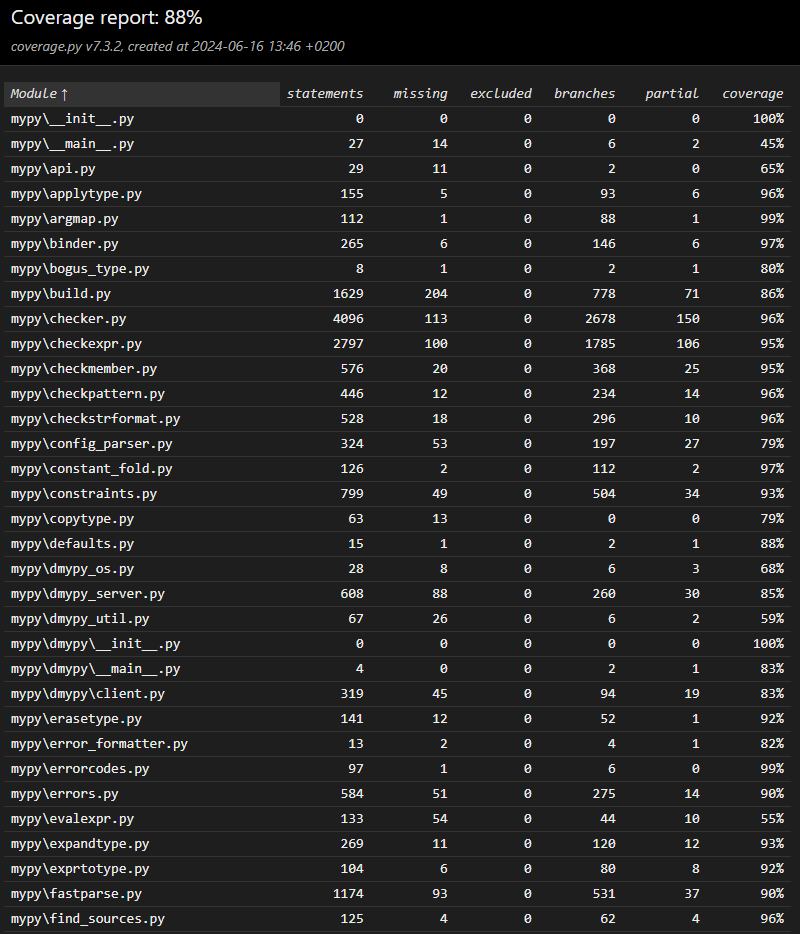 Coverage report: 88%
coverage.py v7.3.2, created at 2024-06-16 13:46 +0200
Module ↑ statements missing excluded branches partial coverage
mypy\__init__.py 0 0 0 0 0 100%
mypy\__main__.py 27 14 0 6 2 45%
mypy\api.py 29 11 0 2 0 65%
mypy\applytype.py 155 5 0 93 6 96%
mypy\argmap.py 112 1 0 88 1 99%
mypy\binder.py 265 6 0 146 6 97%
mypy\bogus_type.py 8 1 0 2 1 80%
mypy\build.py 1629 204 0 778 71 86%
mypy\checker.py 4096 113 0 2678 150 96%
mypy\checkexpr.py 2797 100 0 1785 106 95%
mypy\checkmember.py 576 20 0 368 25 95%
mypy\checkpattern.py 446 12 0 234 14 96%
mypy\checkstrformat.py 528 18 0 296 10 96%
mypy\config_parser.py 324 53 0 197 27 79%
mypy\constant_fold.py 126 2 0 112 2 97%
mypy\constraints.py 799 49 0 504 34 93%
mypy\copytype.py 63 13 0 0 0 79%
mypy\defaults.py 15 1 0 2 1 88%
mypy\dmypy_os.py 28 8 0 6 3 68%
mypy\dmypy_server.py 608 88 0 260 30 85%
mypy\dmypy_util.py 67 26 0 6 2 59%
mypy\dmypy\__init__.py 0 0 0 0 0 100%
mypy\dmypy\__main__.py 4 0 0 2 1 83%
mypy\dmypy\client.py 319 45 0 94 19 83%
mypy\erasetype.py 141 12 0 52 1 92%
mypy\error_formatter.py 13 2 0 4 1 82%
mypy\errorcodes.py 97 1 0 6 0 99%
mypy\errors.py 584 51 0 275 14 90%
mypy\evalexpr.py 133 54 0 44 10 55%
mypy\expandtype.py 269 11 0 120 12 93%
mypy\exprtotype.py 104 6 0 80 8 92%
mypy\fastparse.py 1174 93 0 531 37 90%
mypy\find_sources.py 125 4 0 62 4 96%